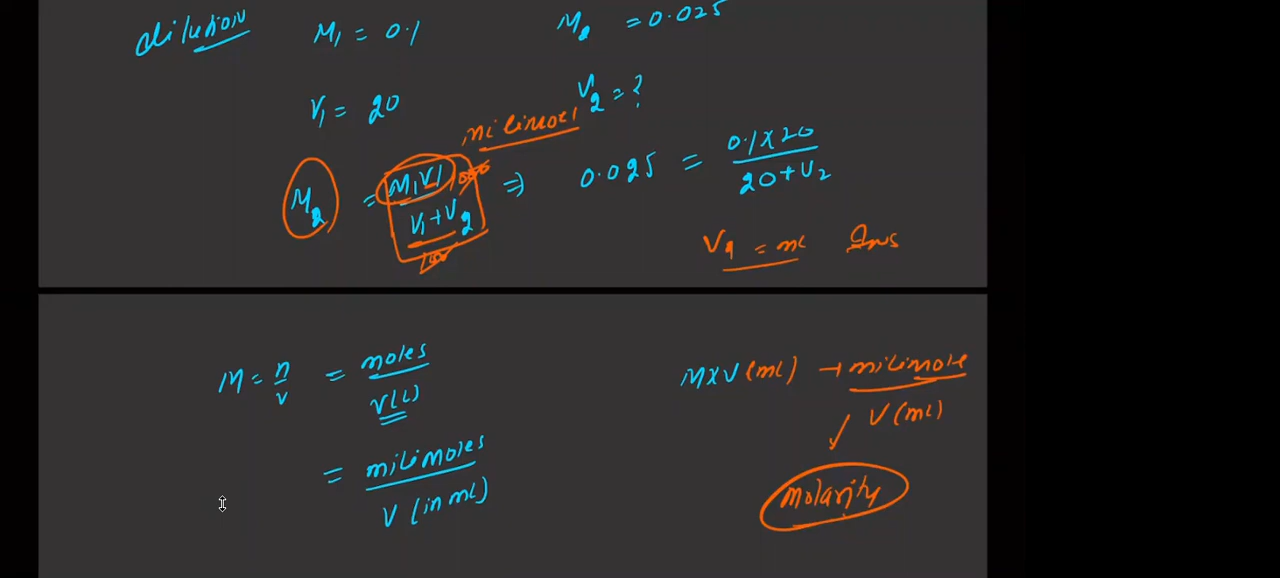 dilution M₁ = 0.1 M₂ = 0.025
V₁ = 20 V₂ = ?
milimol
M₂ = M₁V₁ / V₁+V₂ ⇒ 0.025 = 0.1×20 / 20+V₂
= mL Ans
M = n/v = moles / V(L)
= milimoles / V (in mL)
M×V (mL) → milimole
V (mL)
molarity